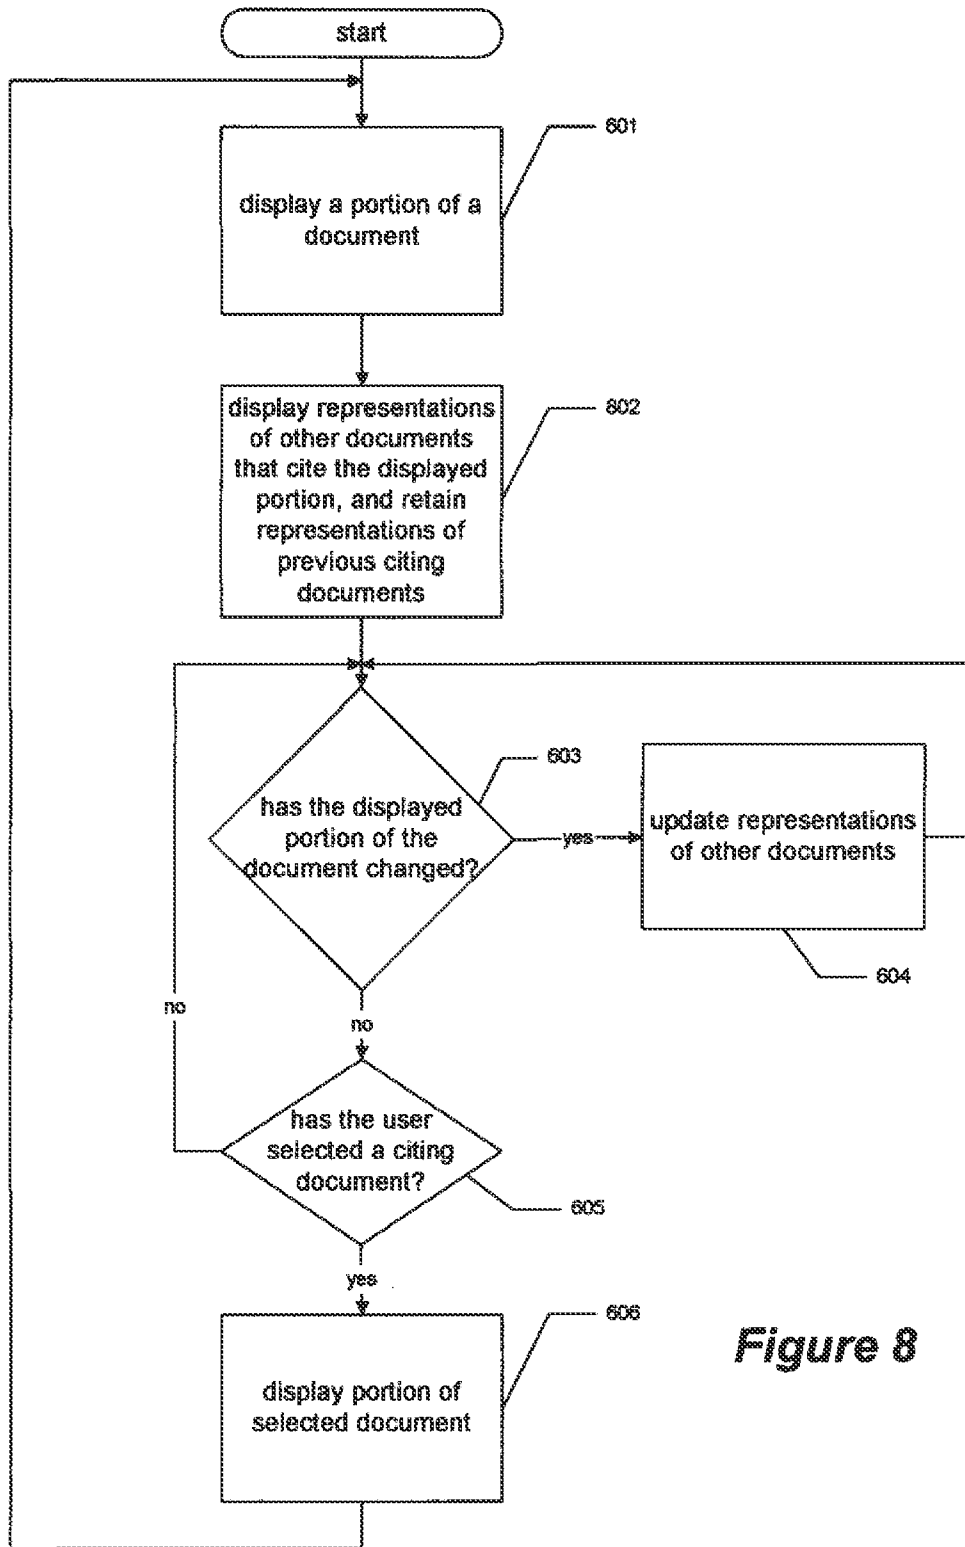 start
601
display a portion of a
document
802
display representations
of other documents
that cite the displayed
portion, and retain
representations of
previous citing
documents
603
has the displayed
portion of the
document changed?
yes
update representations
of other documents
604
no
no
has the user
selected a citing
document?
605
yes
606
display portion of
selected document
Figure 8